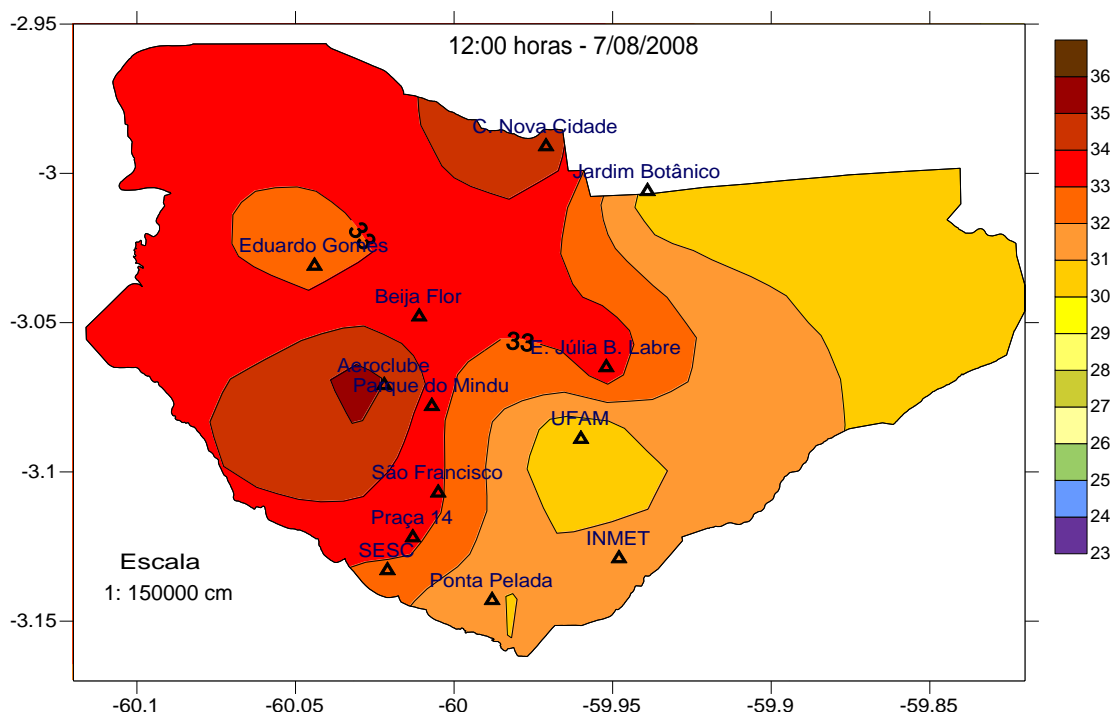 -2.95
12:00 horas - 7/08/2008
36
35
34
33
32
31
30
29
28
27
26
25
24
23
C. Nova Cidade
-3
Jardim Botânico
33
Eduardo Gomes
Beija Flor
-3.05
33
E. Júlia B. Labre
Aeroclube
Parque do Mindu
UFAM
-3.1
São Francisco
Praça 14
SESC
INMET
Escala
1: 150000 cm
Ponta Pelada
-3.15
-60.1
-60.05
-60
-59.95
-59.9
-59.85